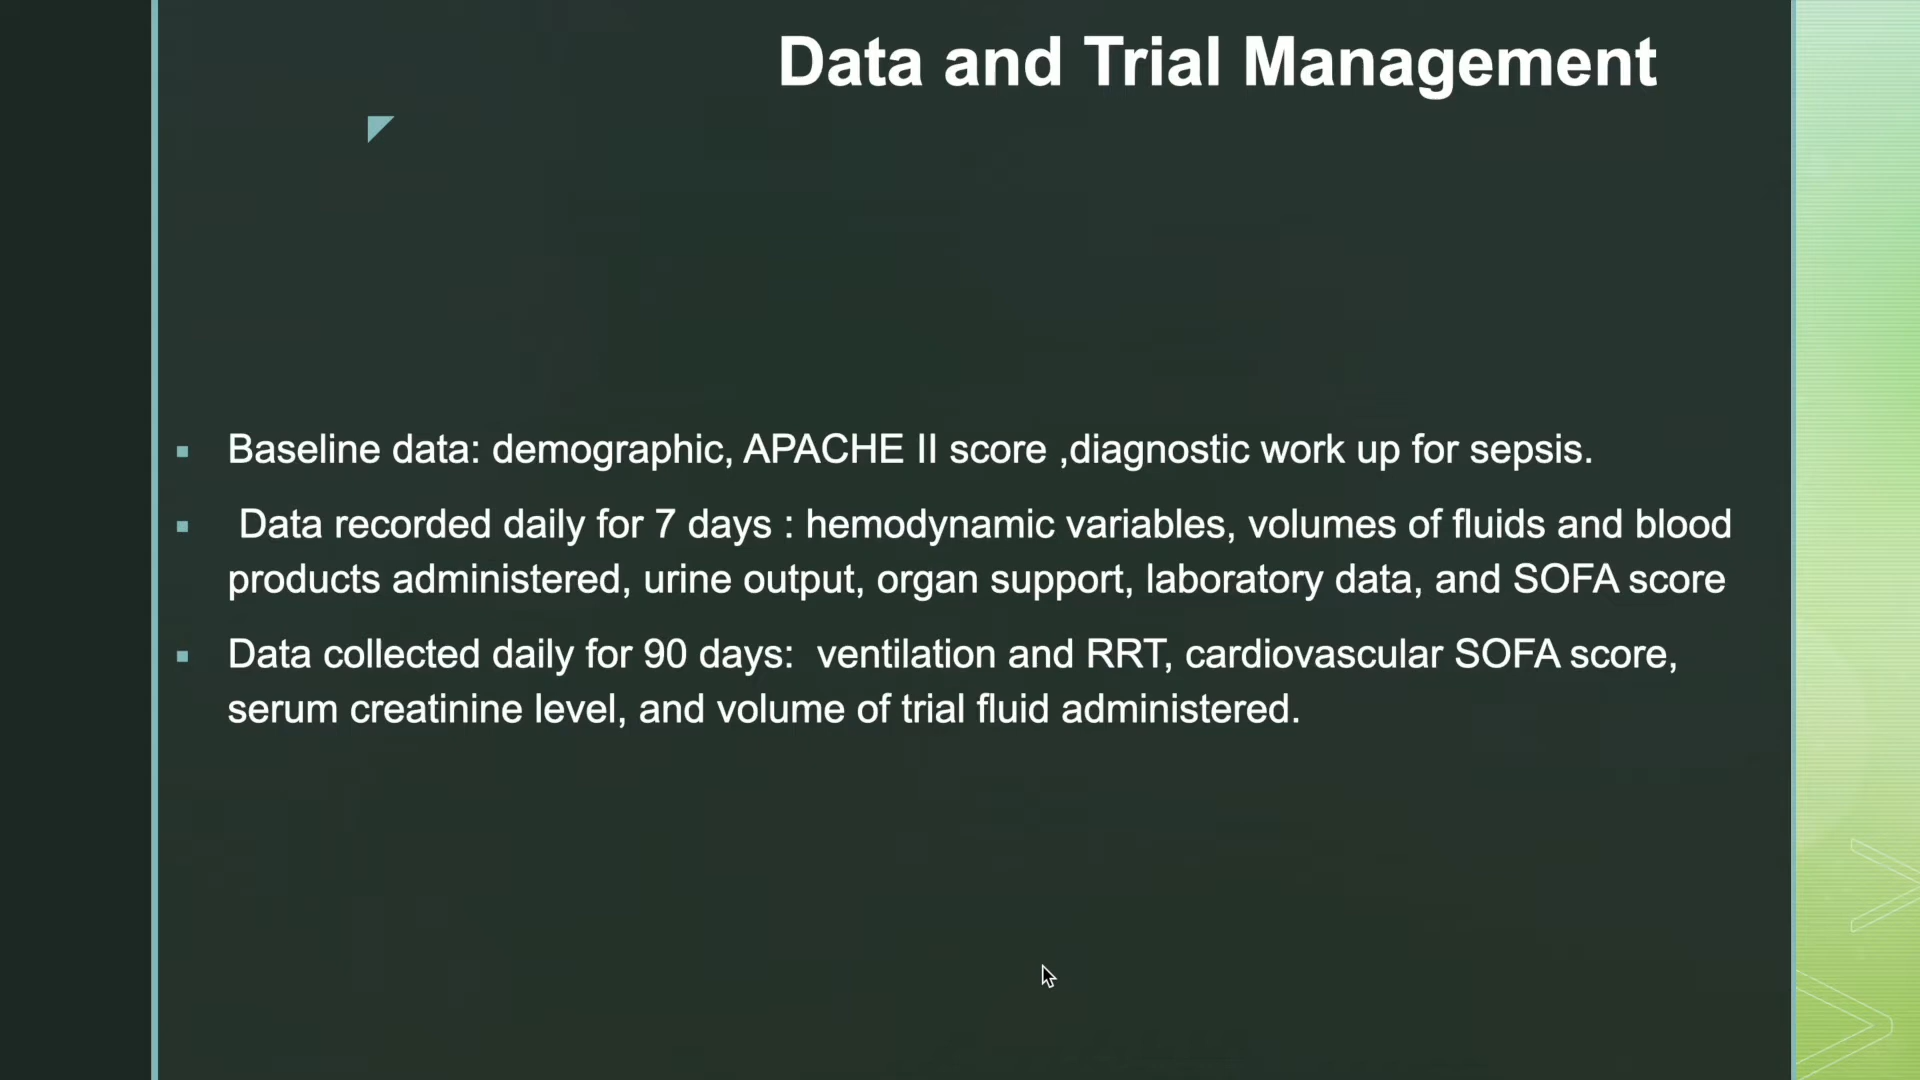 Data and Trial Management
Baseline data: demographic, APACHE II score ,diagnostic work up for sepsis.
Data recorded daily for 7 days : hemodynamic variables, volumes of fluids and blood
products administered, urine output, organ support, laboratory data, and SOFA score
Data collected daily for 90 days:  ventilation and RRT, cardiovascular SOFA score,
serum creatinine level, and volume of trial fluid administered.